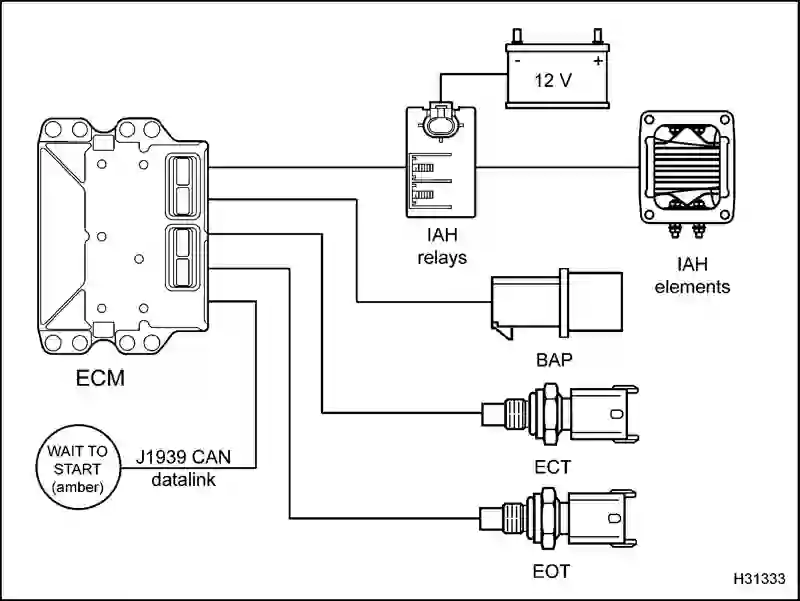 - +
12 V
IAH
relays
IAH
elements
BAP
ECM
ECT
WAIT TO
START
(amber)
J1939 CAN
datalink
EOT
H31333